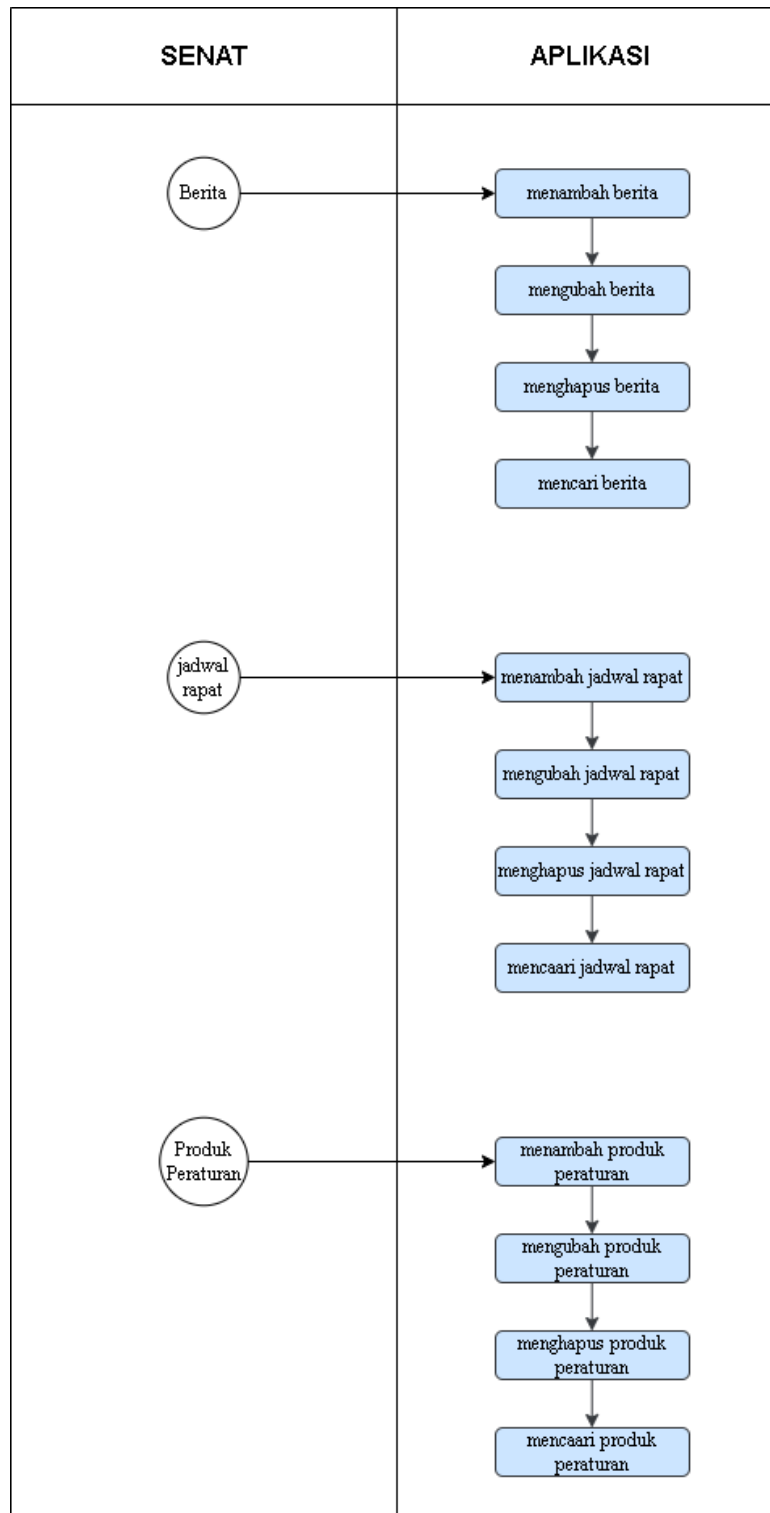 SENAT
APLIKASI
Berita
menambah berita
mengubah berita
menghapus berita
mencari berita
jadwal
rapat
menambah jadwal rapat
mengubah jadwal rapat
menghapus jadwal rapat
mencaari jadwal rapat
Produk
Peraturan
menambah produk
peraturan
mengubah produk
peraturan
menghapus produk
peraturan
mencaari produk
peraturan